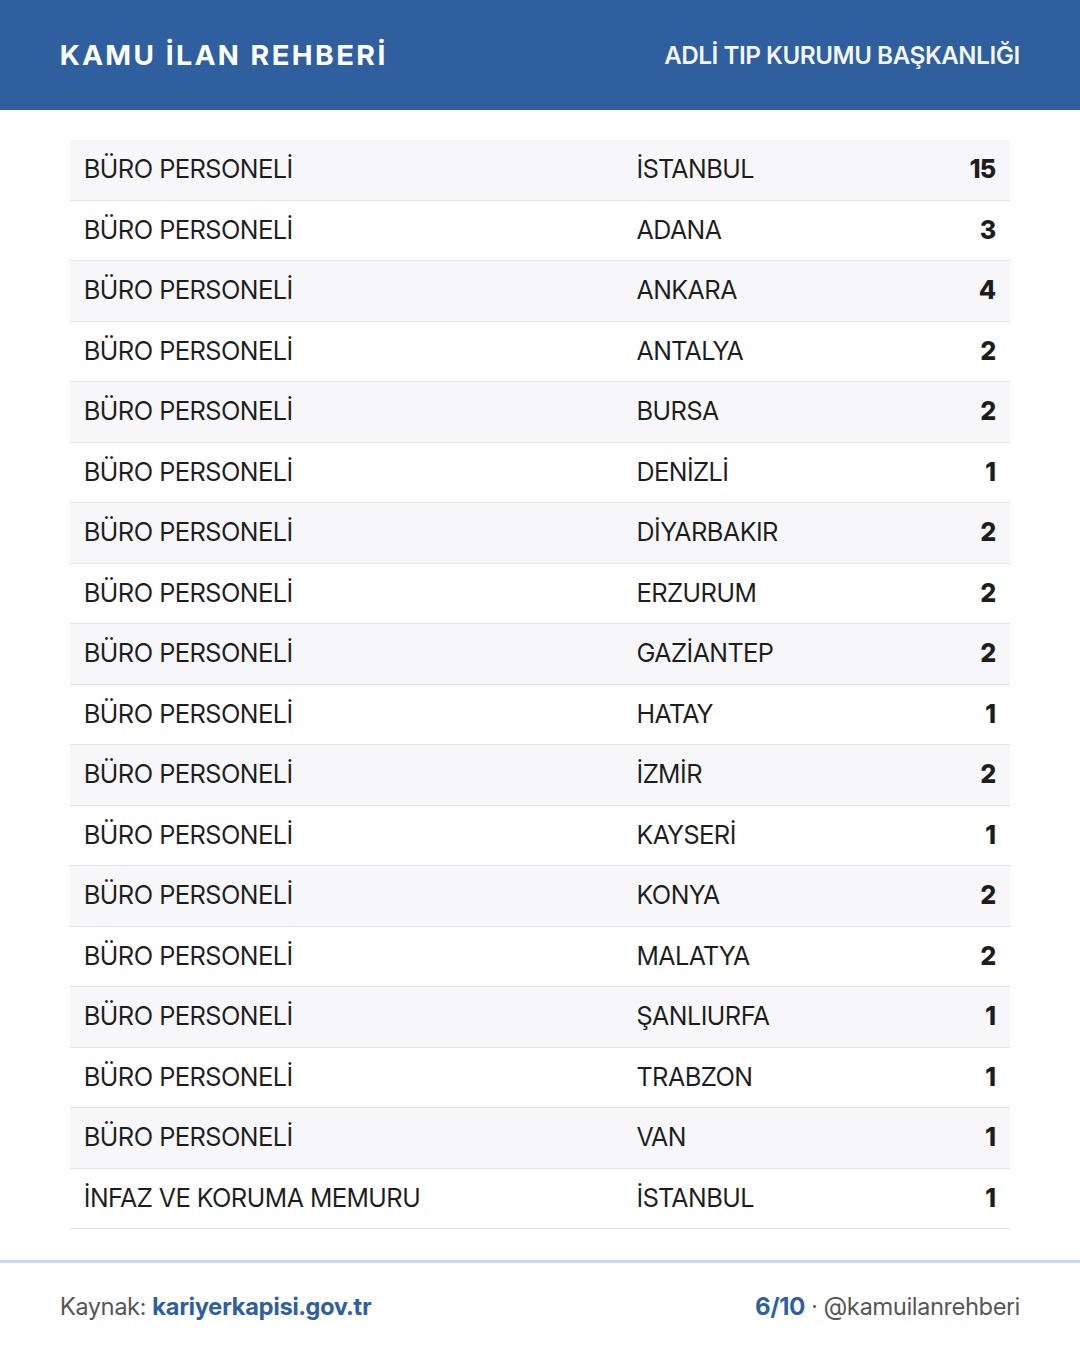 KAMU İLAN REHBERİ
ADLİ TIP KURUMU BAŞKANLIĞI
BÜRO PERSONELİ İSTANBUL 15
BÜRO PERSONELİ ADANA 3
BÜRO PERSONELİ ANKARA 4
BÜRO PERSONELİ ANTALYA 2
BÜRO PERSONELİ BURSA 2
BÜRO PERSONELİ DENİZLİ 1
BÜRO PERSONELİ DİYARBAKIR 2
BÜRO PERSONELİ ERZURUM 2
BÜRO PERSONELİ GAZİANTEP 2
BÜRO PERSONELİ HATAY 1
BÜRO PERSONELİ İZMİR 2
BÜRO PERSONELİ KAYSERİ 1
BÜRO PERSONELİ KONYA 2
BÜRO PERSONELİ MALATYA 2
BÜRO PERSONELİ ŞANLIURFA 1
BÜRO PERSONELİ TRABZON 1
BÜRO PERSONELİ VAN 1
İNFAZ VE KORUMA MEMURU İSTANBUL 1
Kaynak: kariyerkapisi.gov.tr
6/10 · @kamuilanrehberi